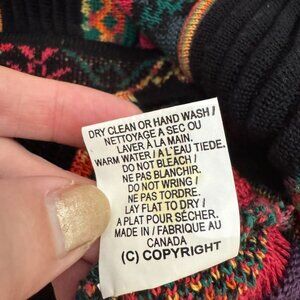 DRY CLEAN OR HAND WASH /
NETTOYAGE A SEC OU
LAVER À LA MAIN.
WARM WATER / A L'EAU TIEDE.
DO NOT BLEACH /
NE PAS BLANCHIR.
DO NOT WRING /
NE PAS TORDRE.
LAY FLAT TO DRY /
A PLAT POUR SÉCHER.
MADE IN / FABRIQUE AU
CANADA
(C) COPYRIGHT